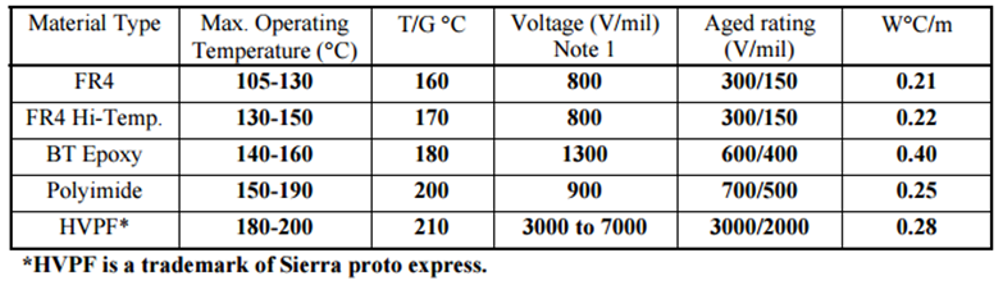 Material Type Max. Operating Temperature (°C) T/G °C Voltage (V/mil) Note 1 Aged rating (V/mil) W°C/m
FR4 105-130 160 800 300/150 0.21
FR4 Hi-Temp. 130-150 170 800 300/150 0.22
BT Epoxy 140-160 180 1300 600/400 0.40
Polyimide 150-190 200 900 700/500 0.25
HVPF* 180-200 210 3000 to 7000 3000/2000 0.28
*HVPF is a trademark of Sierra proto express.